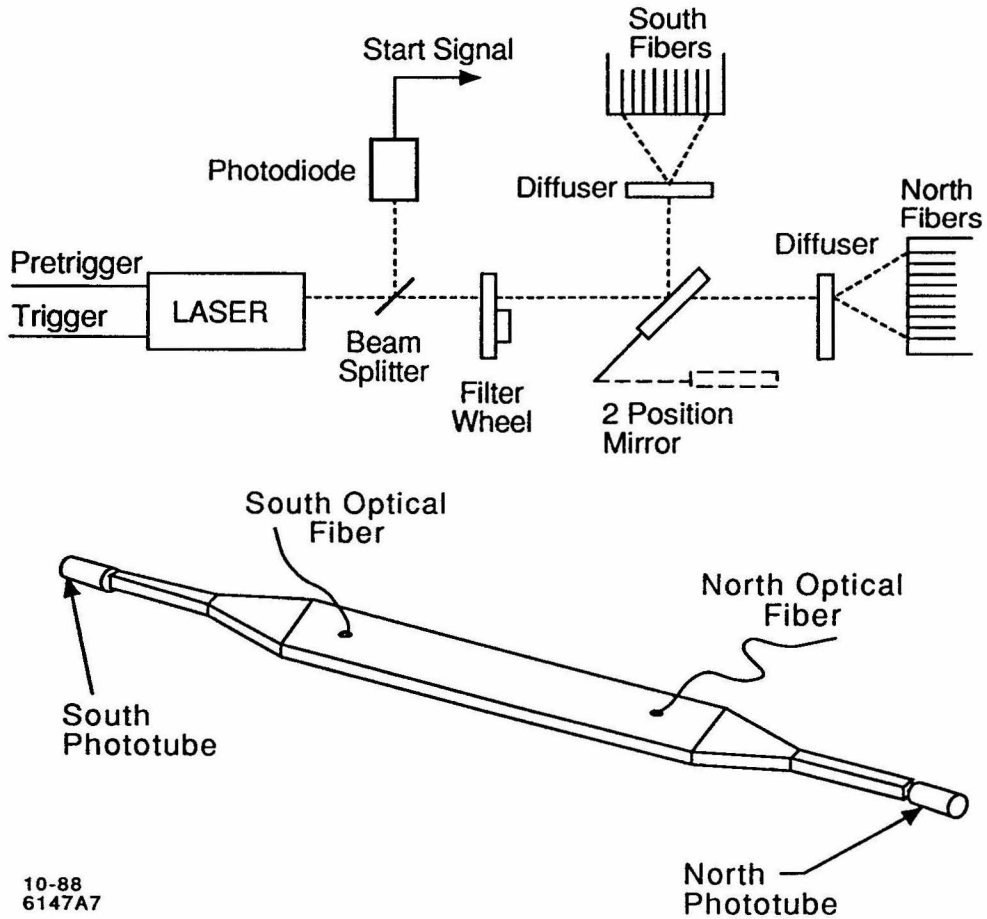 South
Fibers
Start Signal
Photodiode
Diffuser
North
Fibers
Diffuser
Pretrigger
Trigger
LASER
Beam
Splitter
Filter
Wheel
2 Position
Mirror
South Optical
Fiber
North Optical
Fiber
South
Phototube
North
Phototube
10-88
6147A7